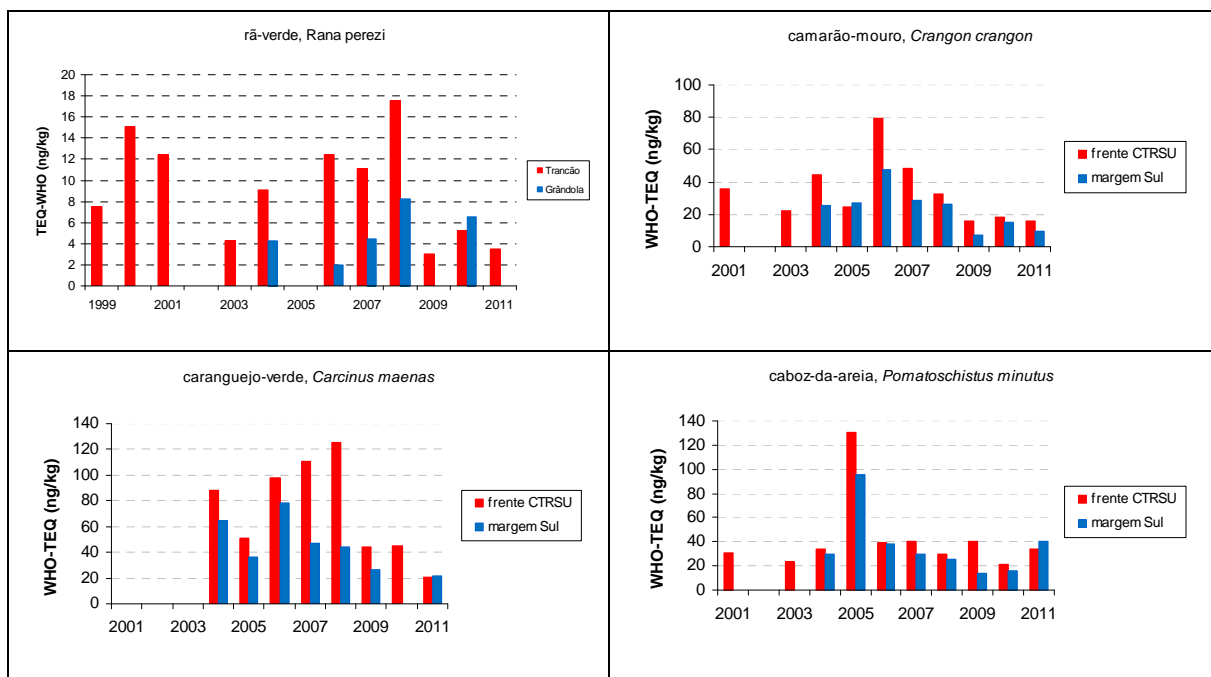 rã-verde, Rana perezi
TEQ-WHO (ng/kg)
20
18
16
14
12
10
8
6
4
2
0
1999 2001 2003 2005 2007 2009 2011
Trancão
Grândola
camarão-mouro, Crangon crangon
WHO-TEQ (ng/kg)
100
80
60
40
20
0
2001 2003 2005 2007 2009 2011
frente CTRSU
margem Sul
caranguejo-verde, Carcinus maenas
WHO-TEQ (ng/kg)
140
120
100
80
60
40
20
0
2001 2003 2005 2007 2009 2011
frente CTRSU
margem Sul
caboz-da-areia, Pomatoschistus minutus
WHO-TEQ (ng/kg)
140
120
100
80
60
40
20
0
2001 2003 2005 2007 2009 2011
frente CTRSU
margem Sul